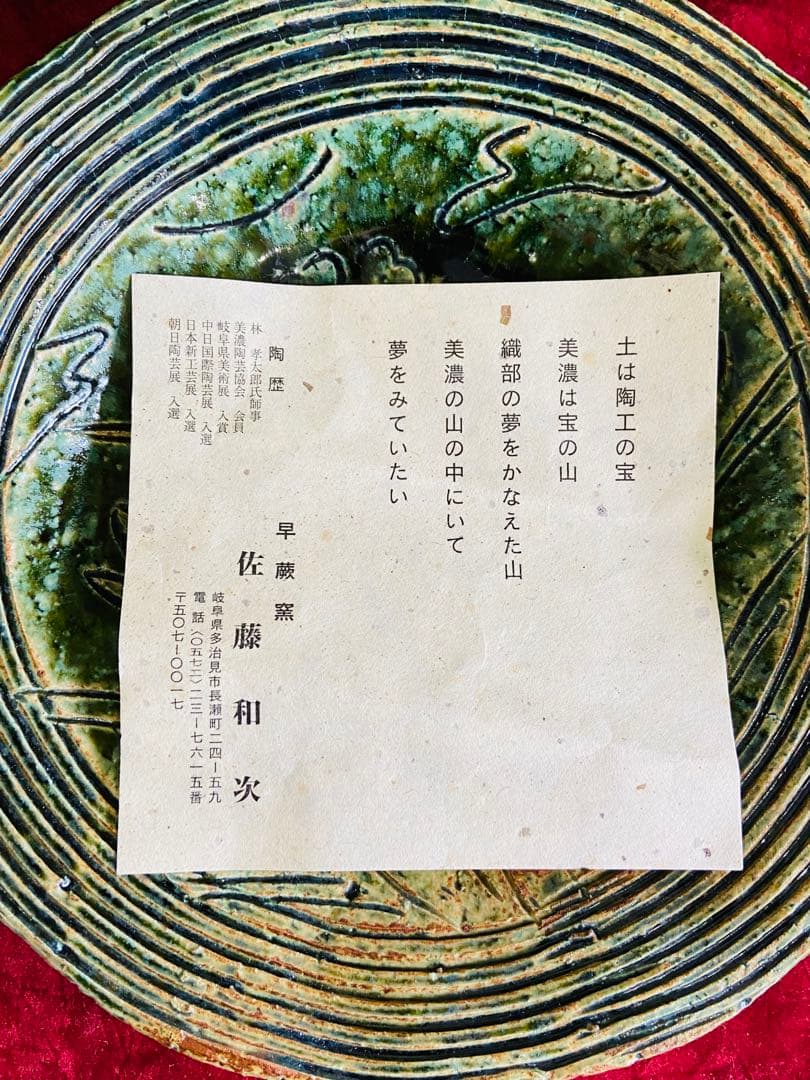 土は陶工の宝
美濃は宝の山
織部の夢をかなえた山
美濃の山の中にいて
夢をみていたい
陶歴
林 孝太郎氏師事
美濃陶芸協会 会員
岐阜県美術展 入賞
中日国際陶芸展 入選
日本新工芸展 入選
朝日陶芸展 入選
早蕨窯
佐藤和次
岐阜県多治見市長瀬町二四ー五九
電話〈〇五七二〉二三ー七六一五番
〒五〇七ー〇〇一七